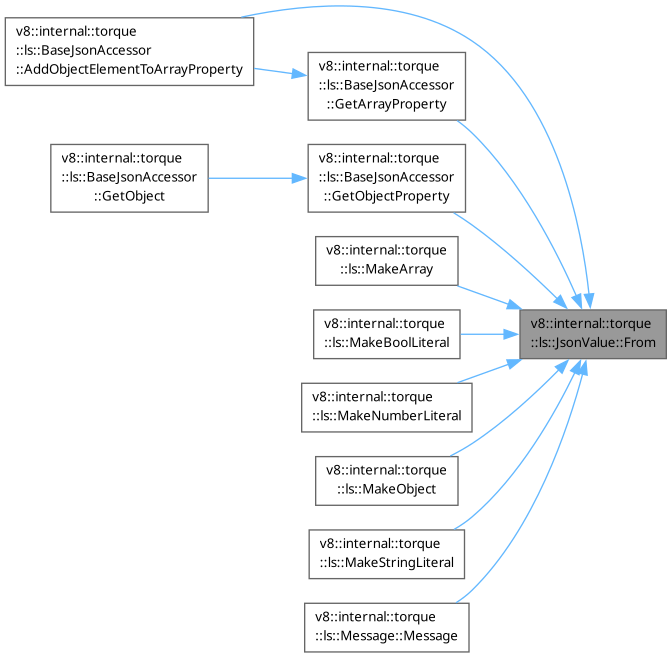 v8::internal::torque
::ls::BaseJsonAccessor
::AddObjectElementToArrayProperty
v8::internal::torque
::ls::BaseJsonAccessor
::GetArrayProperty
v8::internal::torque
::ls::BaseJsonAccessor
::GetObject
v8::internal::torque
::ls::BaseJsonAccessor
::GetObjectProperty
v8::internal::torque
::ls::MakeArray
v8::internal::torque
::ls::JsonValue::From
v8::internal::torque
::ls::MakeBoolLiteral
v8::internal::torque
::ls::MakeNumberLiteral
v8::internal::torque
::ls::MakeObject
v8::internal::torque
::ls::MakeStringLiteral
v8::internal::torque
::ls::Message::Message